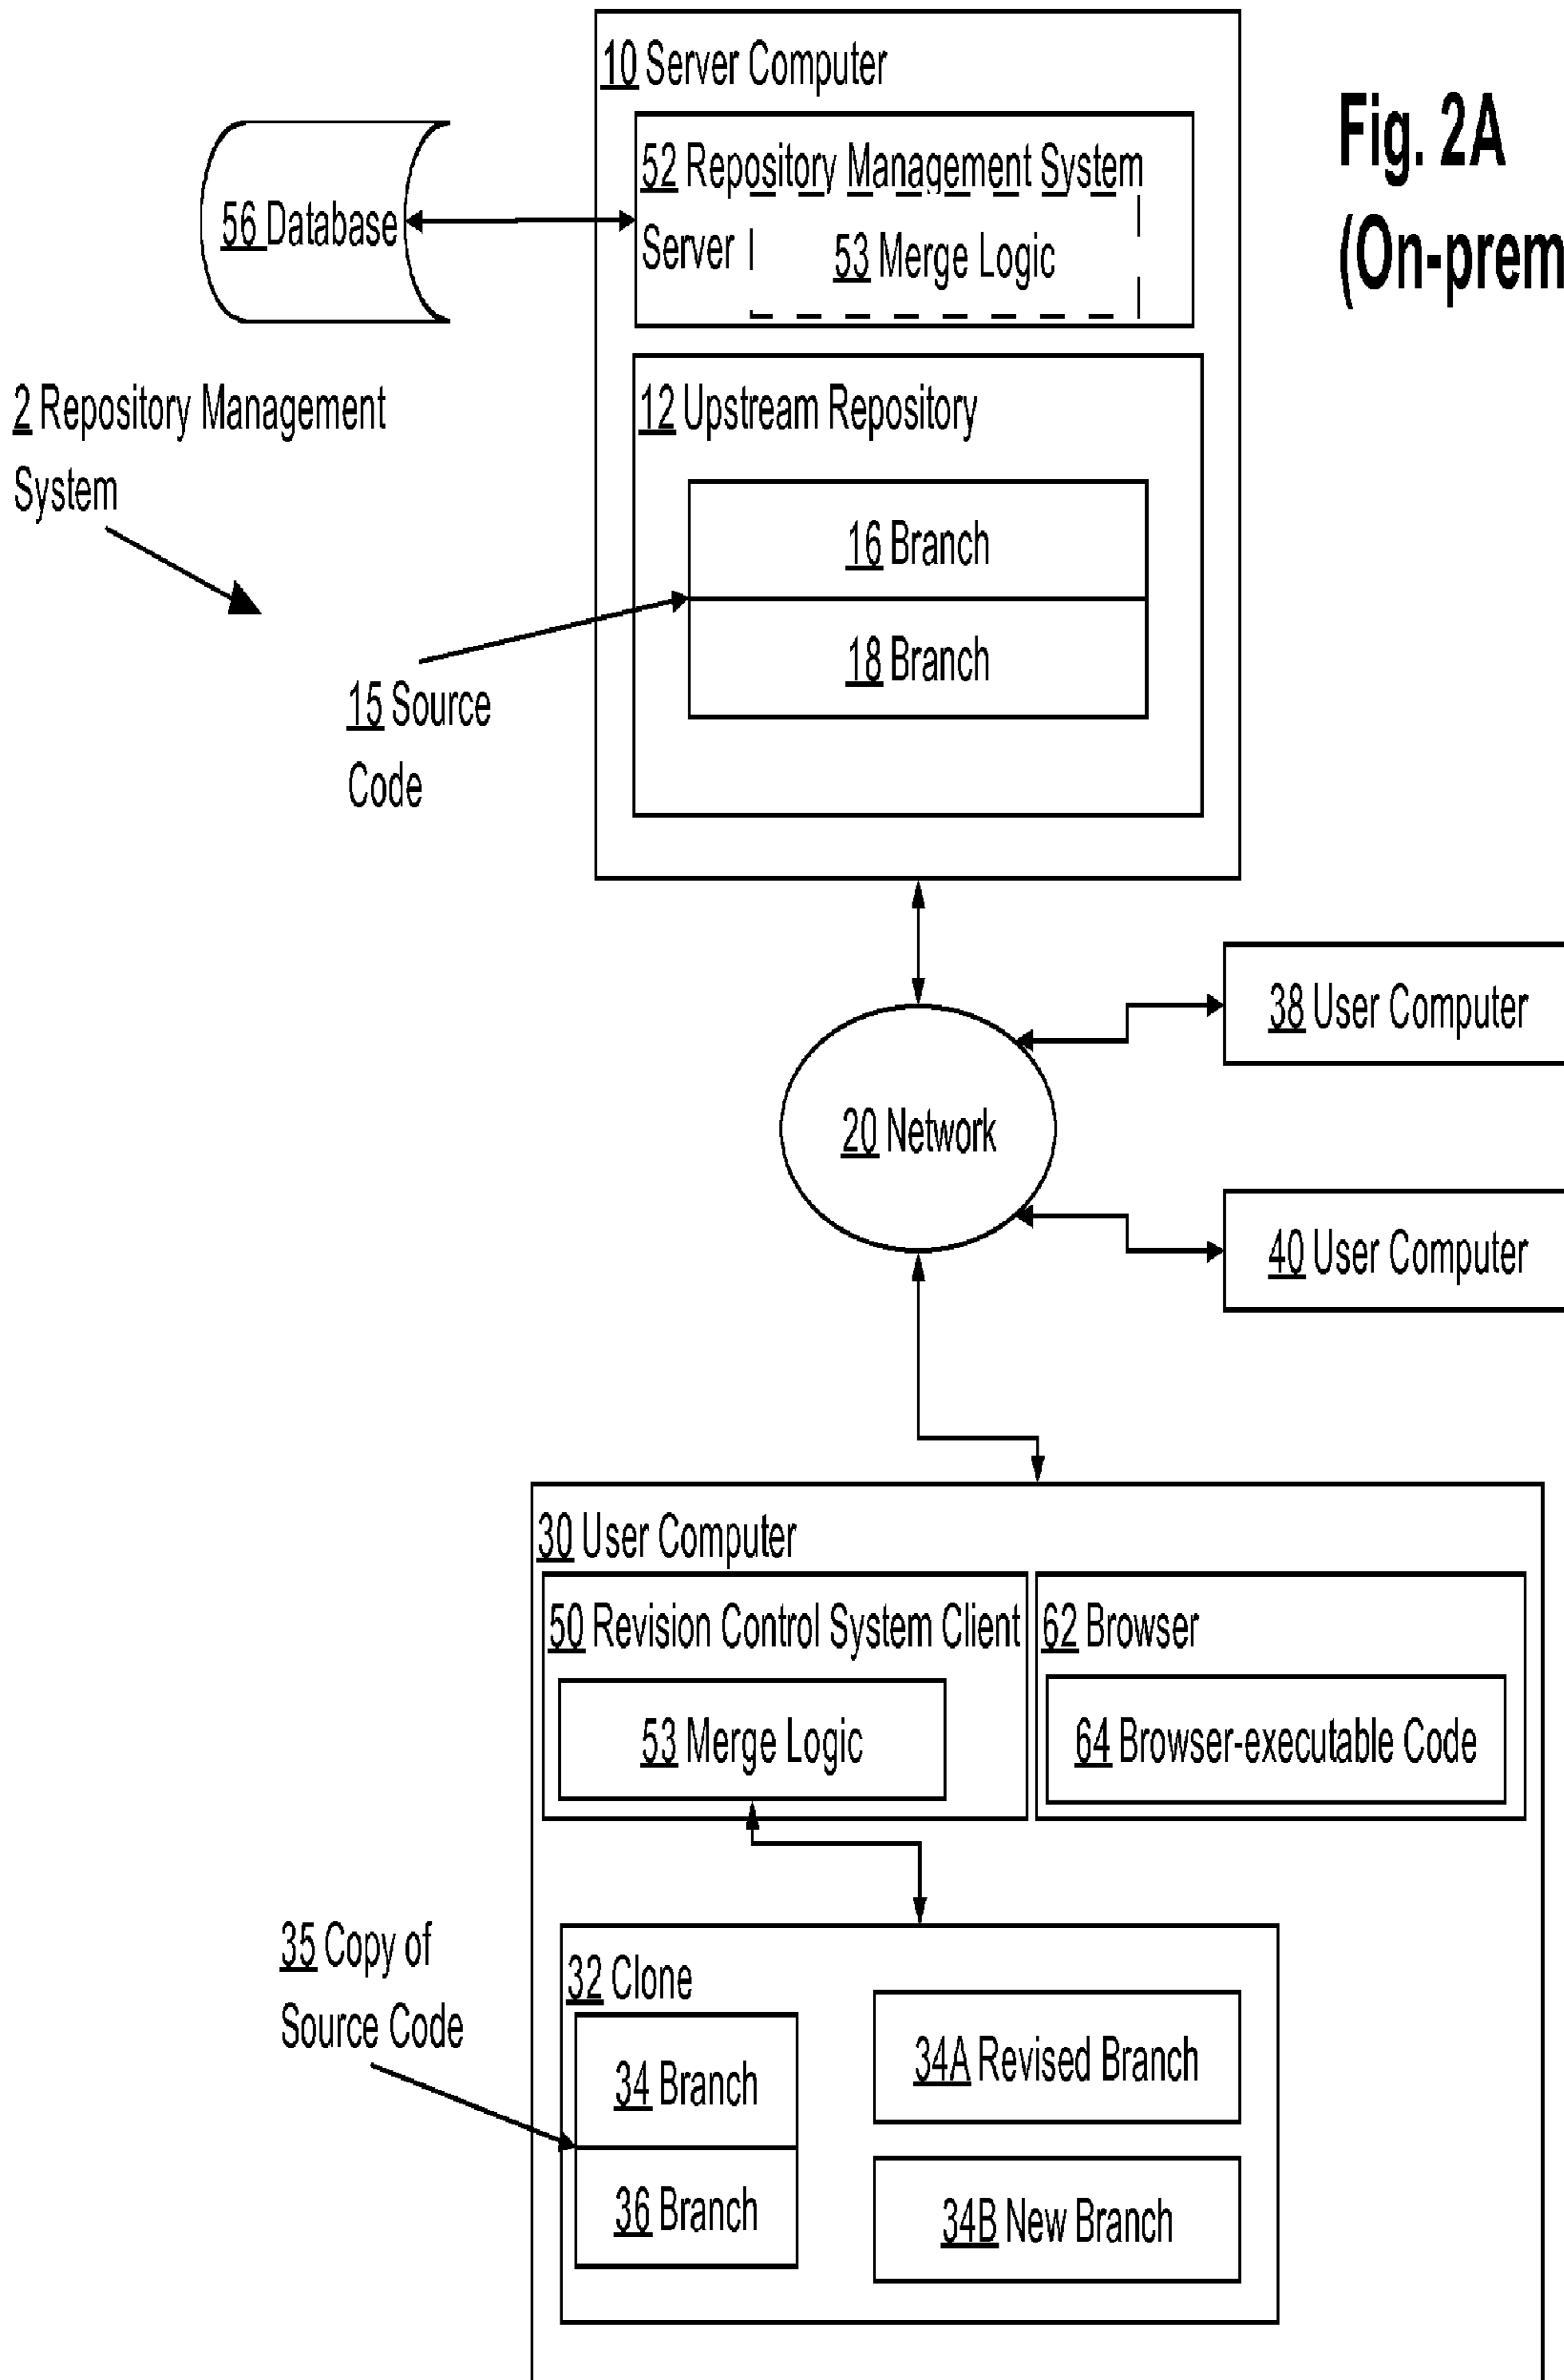 10 Server Computer
Fig. 2A
(On-prem
52 Repository Management System
Server
53 Merge Logic
56 Database
2 Repository Management
System
12 Upstream Repository
16 Branch
18 Branch
15 Source
Code
38 User Computer
20 Network
40 User Computer
30 User Computer
50 Revision Control System Client
62 Browser
53 Merge Logic
64 Browser-executable Code
35 Copy of
Source Code
32 Clone
34 Branch
34A Revised Branch
36 Branch
34B New Branch